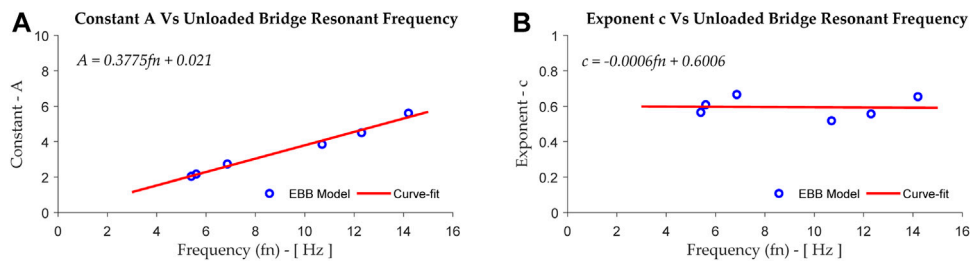 A
Constant A Vs Unloaded Bridge Resonant Frequency
10
8
6
4
2
0
Constant - A
A = 0.3775fn + 0.021
EBB Model
Curve-fit
0 2 4 6 8 10 12 14 16
Frequency (fn) - [ Hz ]
B
Exponent c Vs Unloaded Bridge Resonant Frequency
1
0.8
0.6
0.4
0.2
0
Exponent - c
c = -0.0006fn + 0.6006
EBB Model
Curve-fit
0 2 4 6 8 10 12 14 16
Frequency (fn) - [ Hz ]